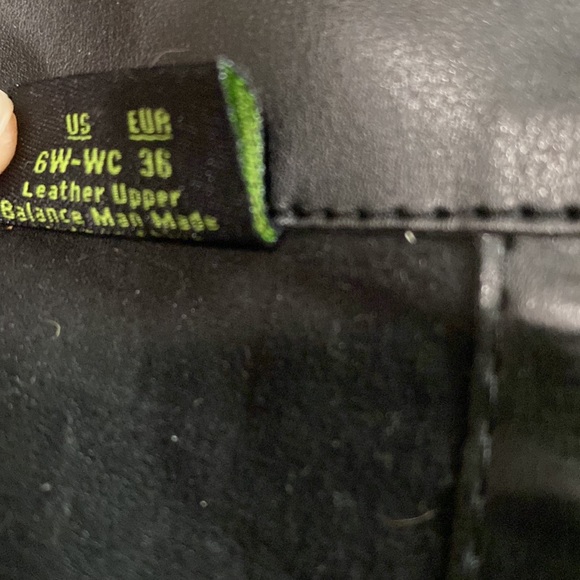 US EUR
6W-WC 36
Leather Upper
Balance Man Made